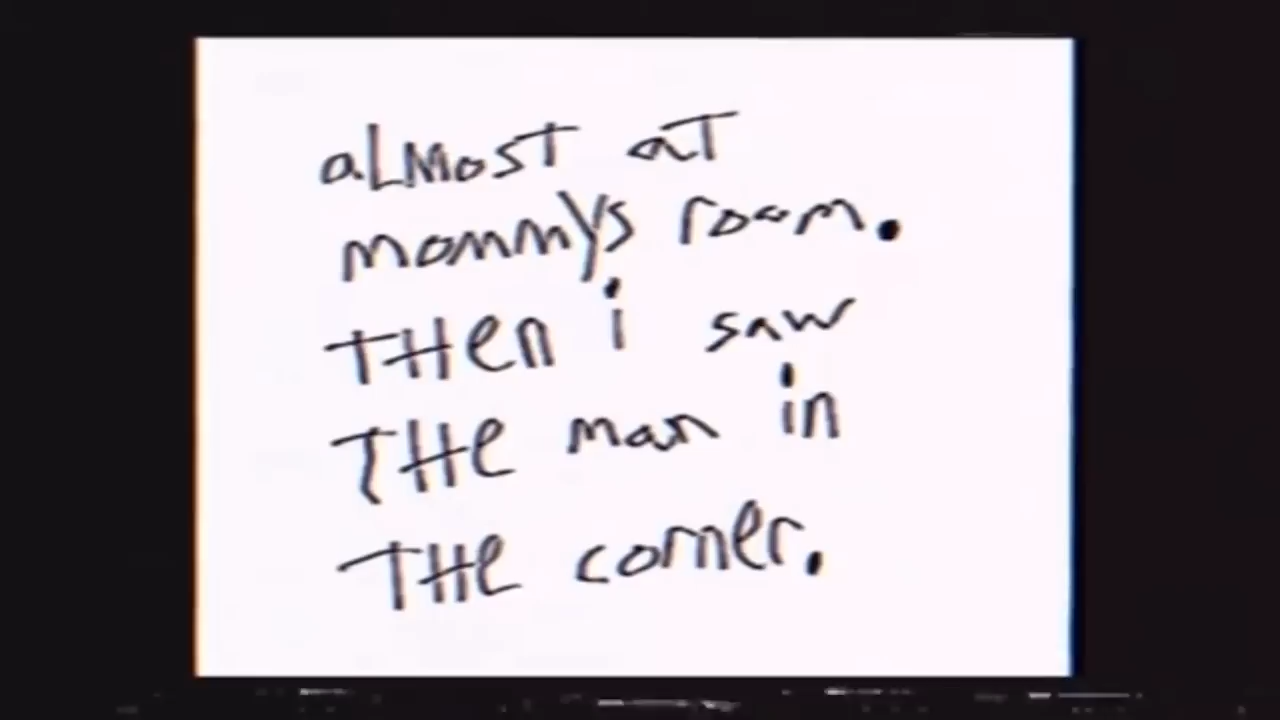 aLMosT aT
mommys room.
THen i saw
THe man in
THe corner.